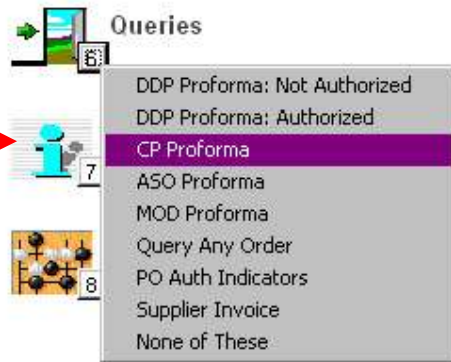 Queries
6
DDP Proforma: Not Authorized
DDP Proforma: Authorized
CP Proforma
7
ASO Proforma
MOD Proforma
Query Any Order
8
PO Auth Indicators
Supplier Invoice
None of These